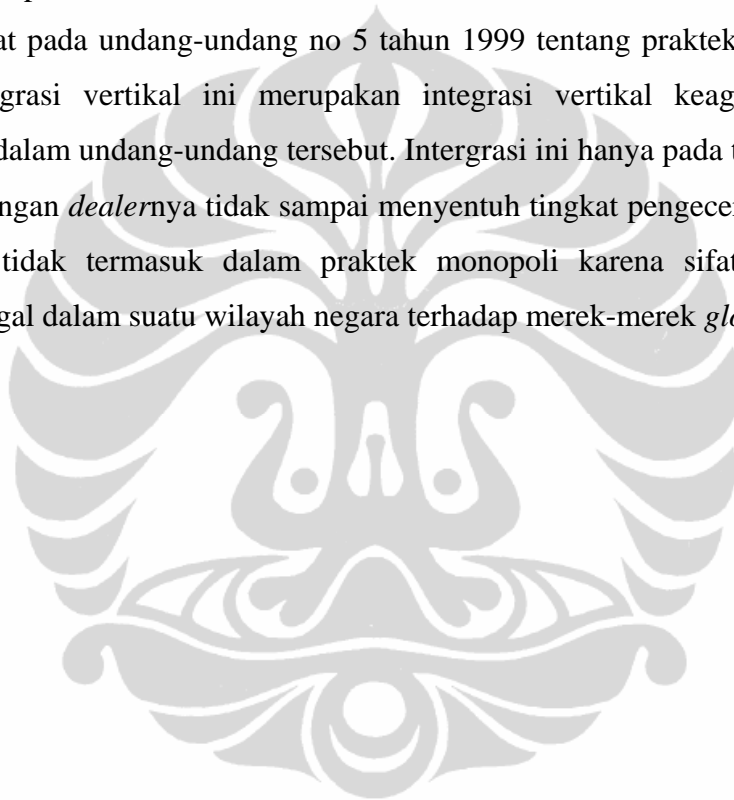 at pada undang-undang no 5 tahun 1999 tentang praktek
grasi vertikal ini merupakan integrasi vertikal keag
dalam undang-undang tersebut. Intergrasi ini hanya pada t
ngan dealernya tidak sampai menyentuh tingkat pengecer
tidak termasuk dalam praktek monopoli karena sifat
gal dalam suatu wilayah negara terhadap merek-merek glo